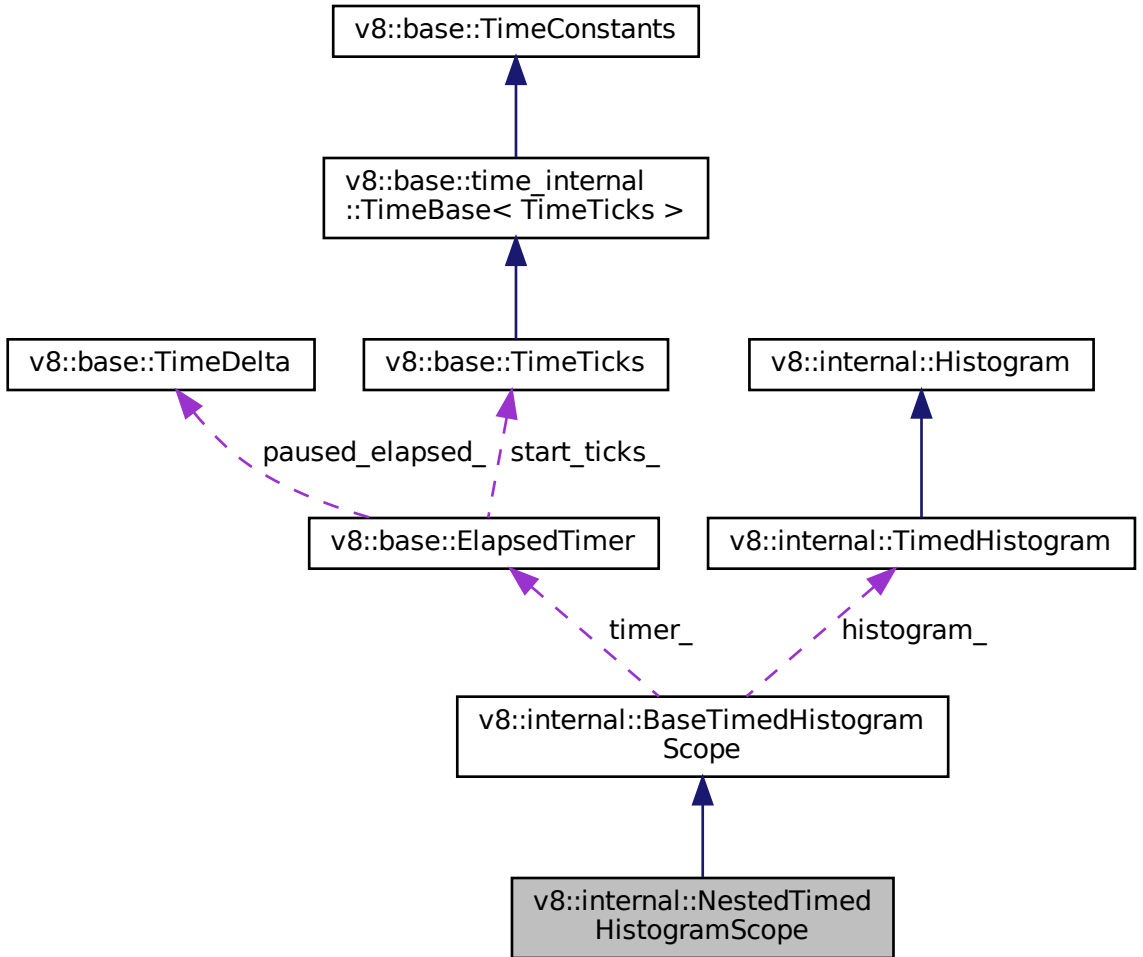 v8::base::TimeConstants
v8::base::time_internal
::TimeBase< TimeTicks >
v8::base::TimeDelta
v8::base::TimeTicks
v8::internal::Histogram
paused_elapsed_
start_ticks_
v8::base::ElapsedTimer
v8::internal::TimedHistogram
timer_
histogram_
v8::internal::BaseTimedHistogram
Scope
v8::internal::NestedTimed
HistogramScope